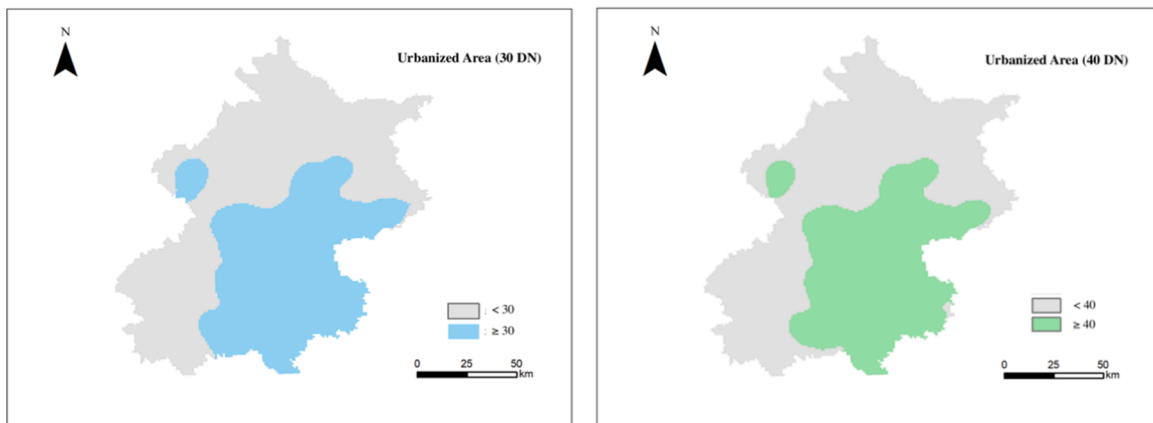 N
Urbanized Area (30 DN)
< 30
≥ 30
0 25 50
km
N
Urbanized Area (40 DN)
< 40
≥ 40
0 25 50
km